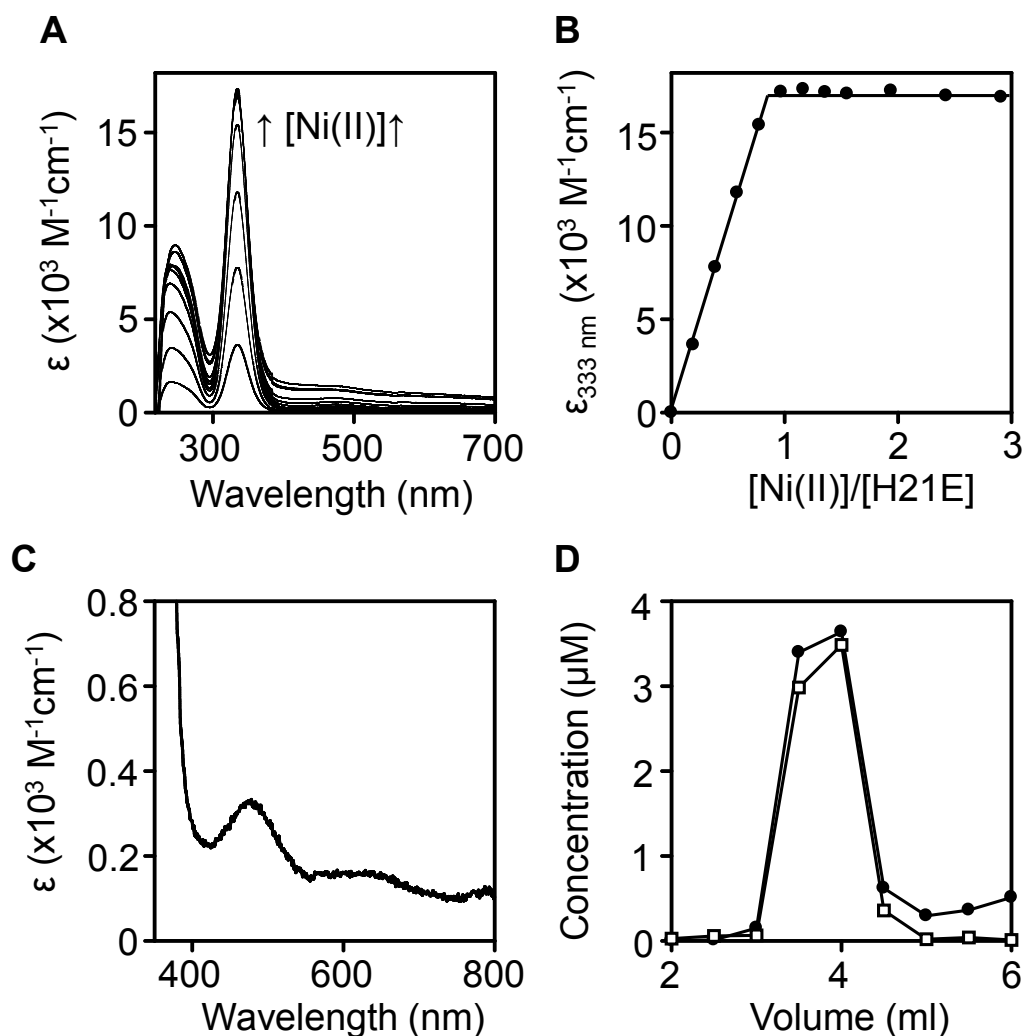 A
ε (x10³ M⁻¹cm⁻¹)
15
10
5
0
↑ [Ni(II)]↑
300 500 700
Wavelength (nm)
B
ε₃₃₃ ₙₘ (x10³ M⁻¹cm⁻¹)
15
10
5
0
0 1 2 3
[Ni(II)]/[H21E]
C
ε (x10³ M⁻¹cm⁻¹)
0.8
0.6
0.4
0.2
0
400 600 800
Wavelength (nm)
D
Concentration (µM)
4
3
2
1
0
2 4 6
Volume (ml)